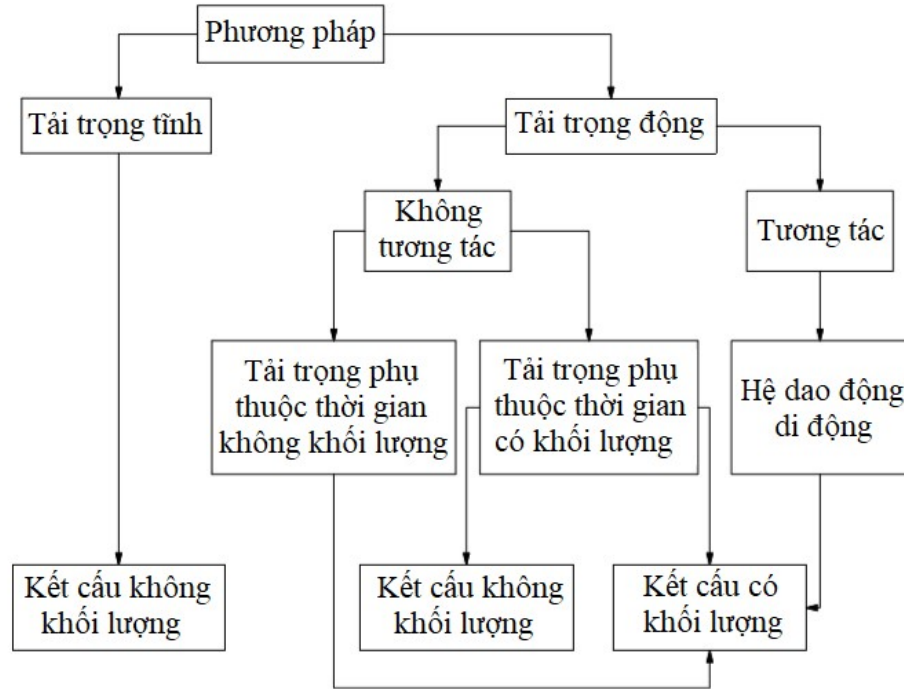 Phương pháp
Tải trọng tĩnh
Tải trọng động
Không
tương tác
Tương tác
Tải trọng phụ
thuộc thời gian
không khối lượng
Tải trọng phụ
thuộc thời gian
có khối lượng
Hệ dao động
di động
Kết cấu không
khối lượng
Kết cấu không
khối lượng
Kết cấu có
khối lượng